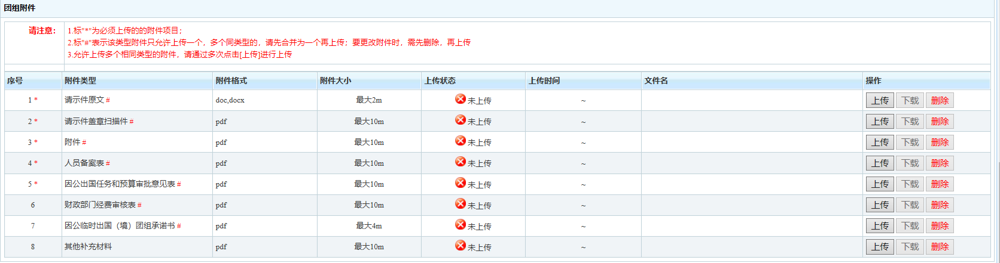 团组附件
请注意：
1.标"*"为必须上传的的附件项目；
2.标"#"表示该类型附件只允许上传一个，多个同类型的，请先合并为一个再上传；要更改附件时，需先删除，再上传
3.允许上传多个相同类型的附件，请通过多次点击[上传]进行上传
序号 附件类型 附件格式 附件大小 上传状态 上传时间 文件名 操作
1 * 请示件原文 # doc,docx 最大2m 未上传 ~ 上传 下载 删除
2 * 请示件盖章扫描件 # pdf 最大10m 未上传 ~ 上传 下载 删除
3 * 附件 # pdf 最大10m 未上传 ~ 上传 下载 删除
4 * 人员备案表 # pdf 最大10m 未上传 ~ 上传 下载 删除
5 * 因公出国任务和预算审批意见表 # pdf 最大10m 未上传 ~ 上传 下载 删除
6 财政部门经费审核表 # pdf 最大10m 未上传 ~ 上传 下载 删除
7 因公临时出国（境）团组承诺书 # pdf 最大4m 未上传 ~ 上传 下载 删除
8 其他补充材料 pdf 最大10m 未上传 ~ 上传 下载 删除